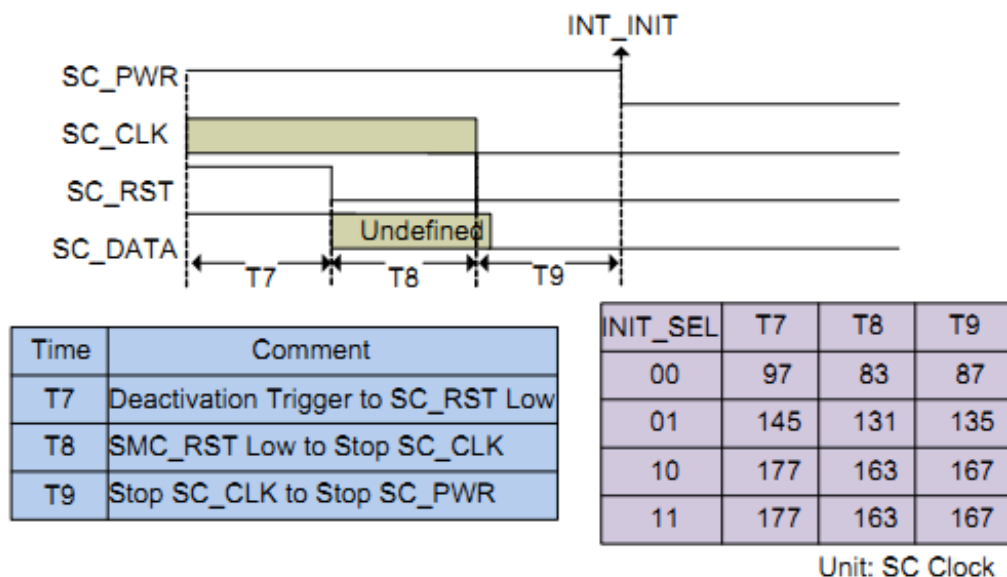 INT_INIT
SC_PWR
SC_CLK
SC_RST
SC_DATA
Undefined
T7 T8 T9
Time Comment
T7 Deactivation Trigger to SC_RST Low
T8 SMC_RST Low to Stop SC_CLK
T9 Stop SC_CLK to Stop SC_PWR
INIT_SEL T7 T8 T9
00 97 83 87
01 145 131 135
10 177 163 167
11 177 163 167
Unit: SC Clock